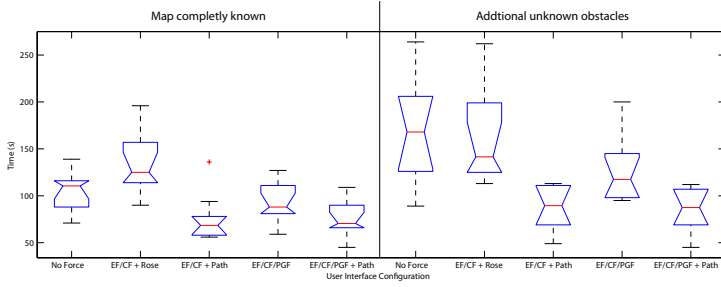 Map completly known
Addtional unknown obstacles
250
200
150
100
50
Time (s)
No Force
EF/CF + Rose
EF/CF + Path
EF/CF/PGF
EF/CF/PGF + Path
No Force
EF/CF + Rose
EF/CF + Path
EF/CF/PGF
EF/CF/PGF + Path
User Interface Configuration